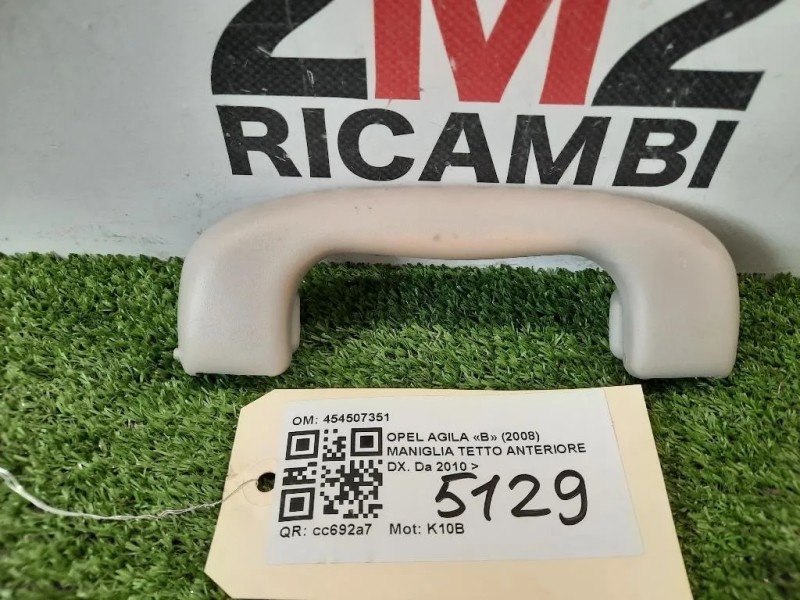 2M2
RICAMBI
OM: 454507351
OPEL AGILA «B» (2008)
MANIGLIA TETTO ANTERIORE
DX. Da 2010 >
5129
QR: cc692a7 Mot: K10B